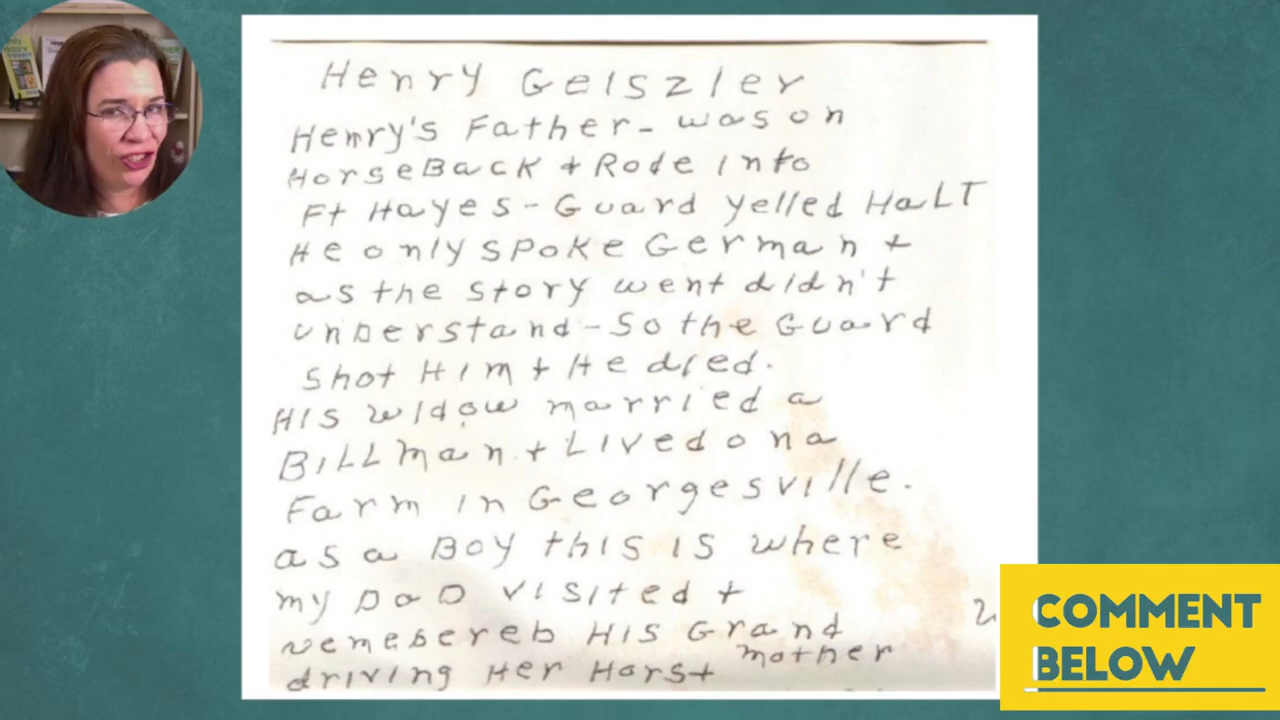 Henry Geiszler
Henry's Father - was on
HorseBack + Rode Into
Ft Hayes - Guard yelled HaLT
He only spoke German +
as the story went didn't
unDerstand - So the Guard
shot Him + He died.
His widow married a
BillMan + Lived on a
Farm in Georgesville.
as a Boy this is where
my DaD visited +
remebereb His Grand
mother
driving Her Hors +
COMMENT
BELOW